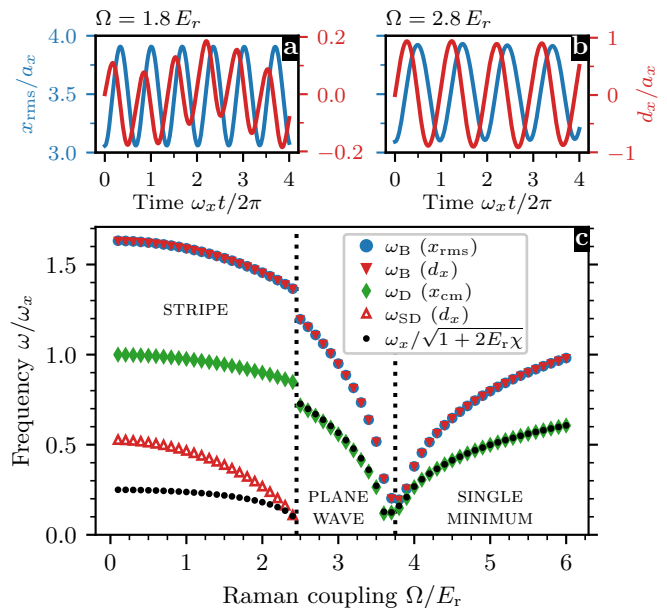 Ω = 1.8 E_r
Ω = 2.8 E_r
a
b
x_rms/a_x
4.0
3.5
3.0
0.2
0.0
−0.2
1
0
−1
d_x/a_x
0 1 2 3 4
0 1 2 3 4
Time ω_x t/2π
Time ω_x t/2π
c
Frequency ω/ω_x
1.5
1.0
0.5
0.0
ω_B (x_rms)
ω_B (d_x)
ω_D (x_cm)
ω_SD (d_x)
ω_x/√1 + 2E_rχ
STRIPE
PLANE
WAVE
SINGLE
MINIMUM
0 1 2 3 4 5 6
Raman coupling Ω/E_r